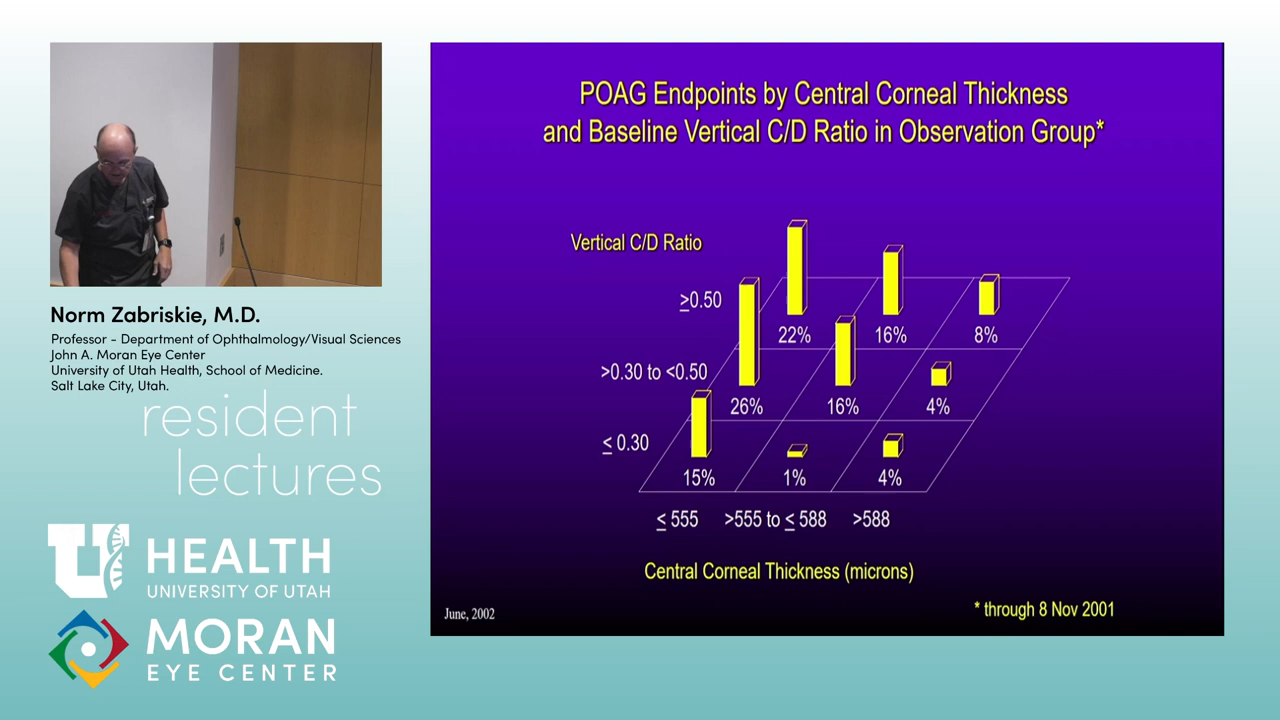 Norm Zabriskie, M.D.
Professor - Department of Ophthalmology/Visual Sciences
John A. Moran Eye Center
University of Utah Health, School of Medicine.
Salt Lake City, Utah.
resident
lectures
U HEALTH
UNIVERSITY OF UTAH
MORAN
EYE CENTER
POAG Endpoints by Central Corneal Thickness
and Baseline Vertical C/D Ratio in Observation Group*
Vertical C/D Ratio
≥0.50
22% 16% 8%
>0.30 to <0.50
26% 16% 4%
≤ 0.30
15% 1% 4%
≤ 555 >555 to ≤ 588 >588
Central Corneal Thickness (microns)
* through 8 Nov 2001
June, 2002